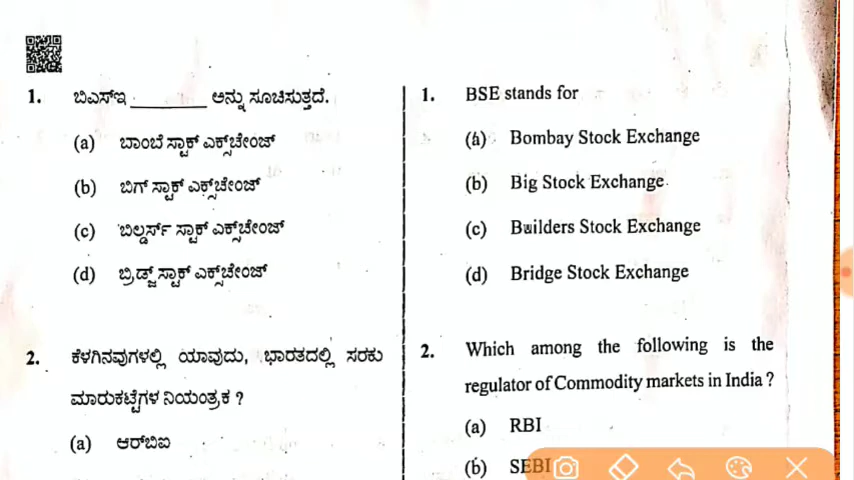 1. ಬಿಎಸ್ಇ ________ ಅನ್ನು ಸೂಚಿಸುತ್ತದೆ.
(a) ಬಾಂಬೆ ಸ್ಟಾಕ್ ಎಕ್ಸ್‌ಚೇಂಜ್
(b) ಬಿಗ್ ಸ್ಟಾಕ್ ಎಕ್ಸ್‌ಚೇಂಜ್
(c) ಬಿಲ್ಡರ್ಸ್ ಸ್ಟಾಕ್ ಎಕ್ಸ್‌ಚೇಂಜ್
(d) ಬ್ರಿಡ್ಜ್ ಸ್ಟಾಕ್ ಎಕ್ಸ್‌ಚೇಂಜ್
2. ಕೆಳಗಿನವುಗಳಲ್ಲಿ ಯಾವುದು, ಭಾರತದಲ್ಲಿ ಸರಕು
ಮಾರುಕಟ್ಟೆಗಳ ನಿಯಂತ್ರಕ ?
(a) ಆರ್‌ಬಿಐ
1. BSE stands for
(a) Bombay Stock Exchange
(b) Big Stock Exchange
(c) Builders Stock Exchange
(d) Bridge Stock Exchange
2. Which among the following is the
regulator of Commodity markets in India ?
(a) RBI
(b) SEBI